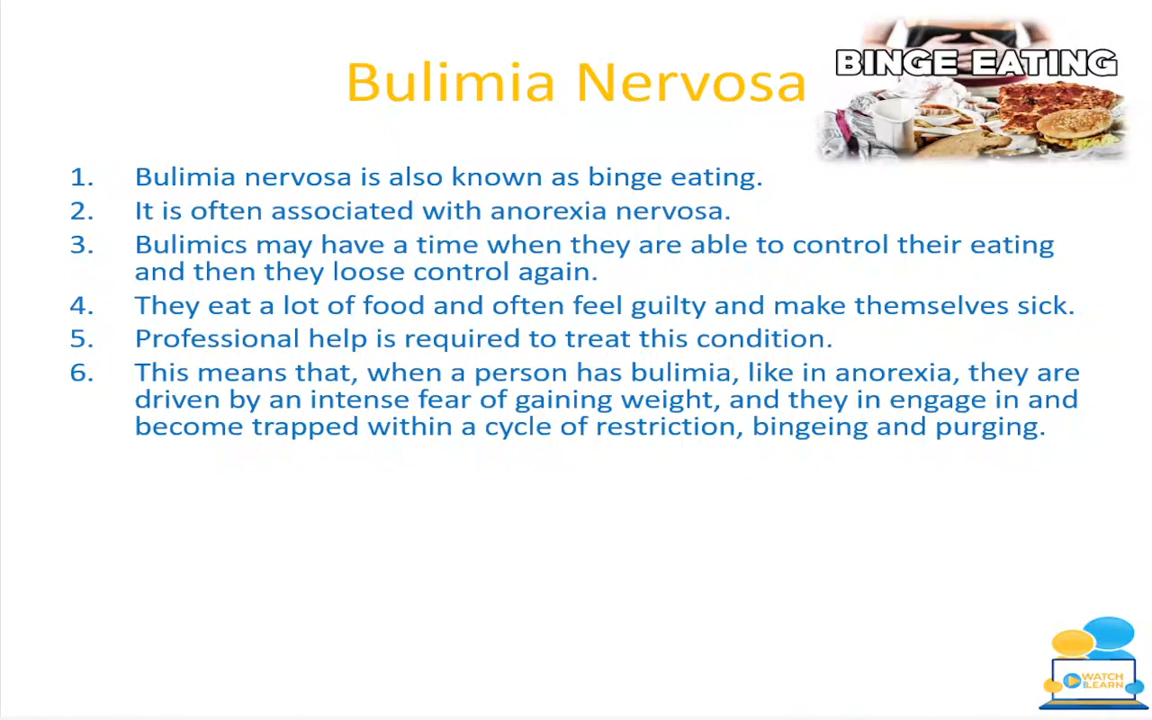 BINGE EATING
Bulimia Nervosa
1. Bulimia nervosa is also known as binge eating.
2. It is often associated with anorexia nervosa.
3. Bulimics may have a time when they are able to control their eating
and then they loose control again.
4. They eat a lot of food and often feel guilty and make themselves sick.
5. Professional help is required to treat this condition.
6. This means that, when a person has bulimia, like in anorexia, they are
driven by an intense fear of gaining weight, and they in engage in and
become trapped within a cycle of restriction, bingeing and purging.
WATCH
& LEARN